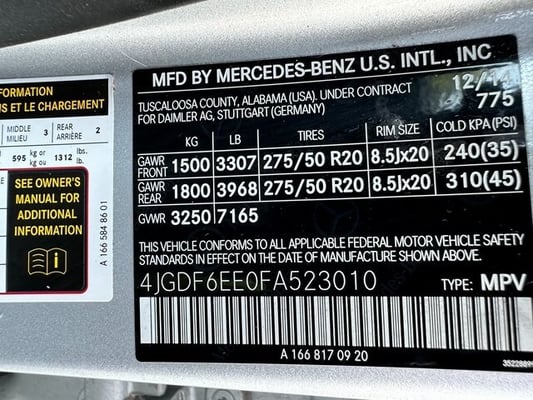 FORMATION
US ET LE CHARGEMENT
MIDDLE MILIEU 3 REAR ARRIÈRE 2
595 kg or kg ou 1312 lbs. lb.
SEE OWNER'S
MANUAL FOR
ADDITIONAL
INFORMATION
A 166 584 86 01
MFD BY MERCEDES-BENZ U.S. INTL., INC
TUSCALOOSA COUNTY, ALABAMA (USA). UNDER CONTRACT
FOR DAIMLER AG, STUTTGART (GERMANY)
12/14
775
KG LB TIRES RIM SIZE COLD KPA(PSI)
GAWR FRONT 1500 3307 275/50 R20 8.5Jx20 240(35)
GAWR REAR 1800 3968 275/50 R20 8.5Jx20 310(45)
GVWR 3250 7165
THIS VEHICLE CONFORMS TO ALL APPLICABLE FEDERAL MOTOR VEHICLE SAFETY
STANDARDS IN EFFECT ON THE DATE OF MANUFACTURE SHOWN ABOVE.
4JGDF6EE0FA523010 TYPE: MPV
A 166 817 09 20